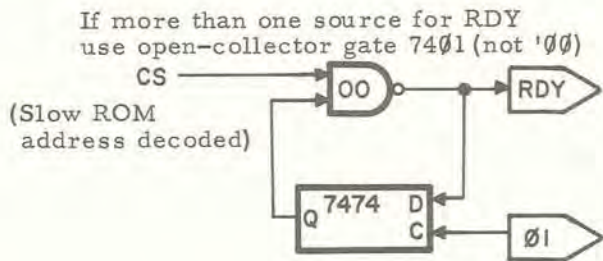 If more than one source for RDY
use open-collector gate 74Ø1 (not 'ØØ)
CS
OO
RDY
(Slow ROM
address decoded)
Q 7474 D
C
Ø1